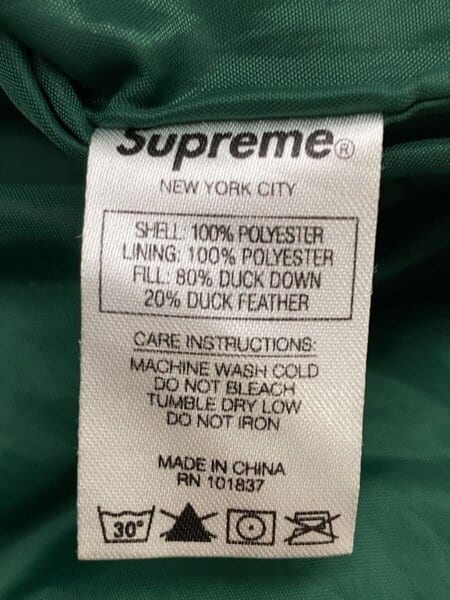 Supreme®
NEW YORK CITY
SHELL: 100% POLYESTER
LINING: 100% POLYESTER
FILL: 80% DUCK DOWN
20% DUCK FEATHER
CARE INSTRUCTIONS:
MACHINE WASH COLD
DO NOT BLEACH
TUMBLE DRY LOW
DO NOT IRON
MADE IN CHINA
RN 101837
30°